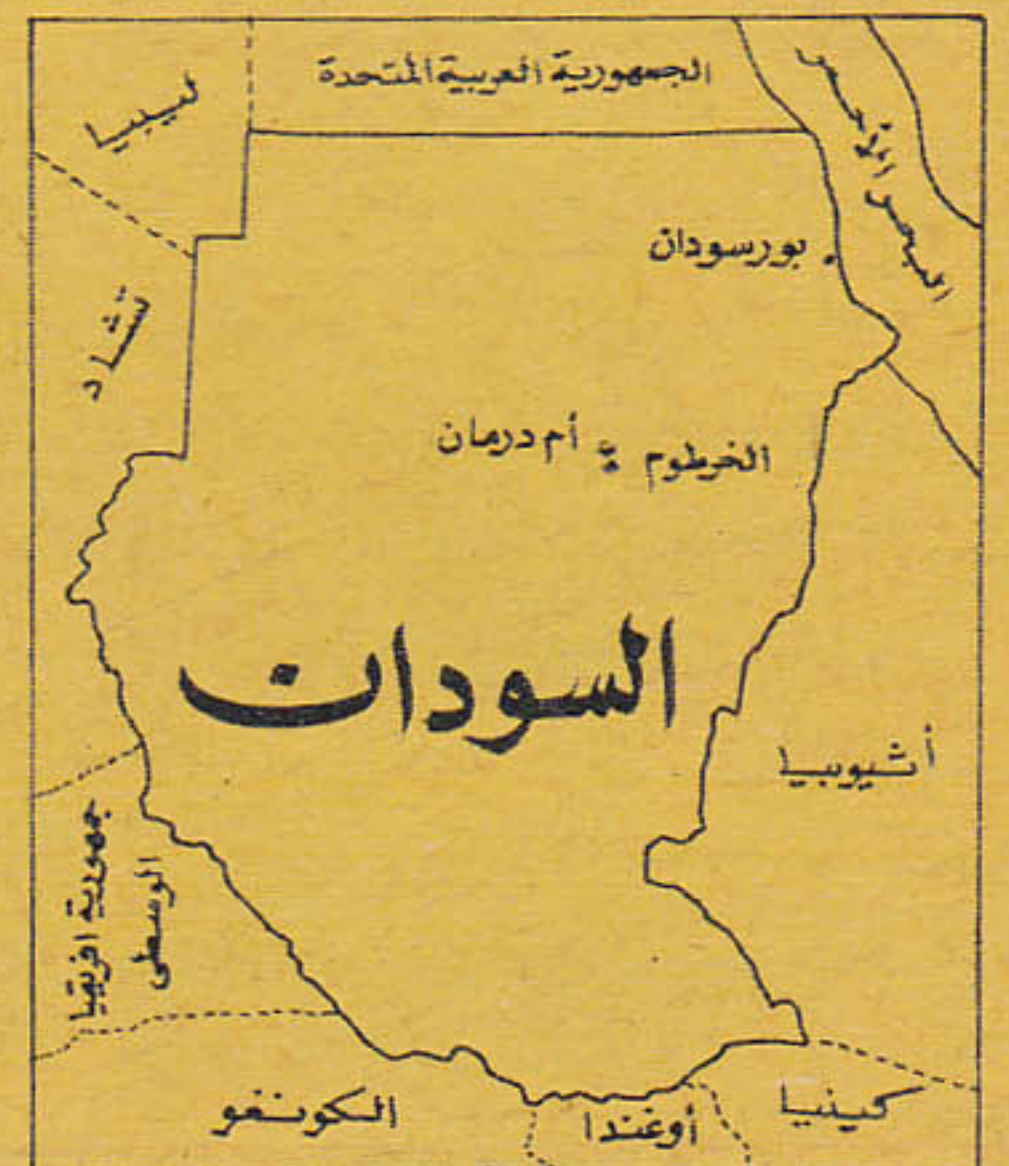 الجمهورية العربية المتحدة
ليبيا
البحر الأحمر
بورسودان
تشاد
الخرطوم
أم درمان
السودان
أثيوبيا
جمهورية افريقيا
الوسطى
كينيا
أوغندا
الكونغو